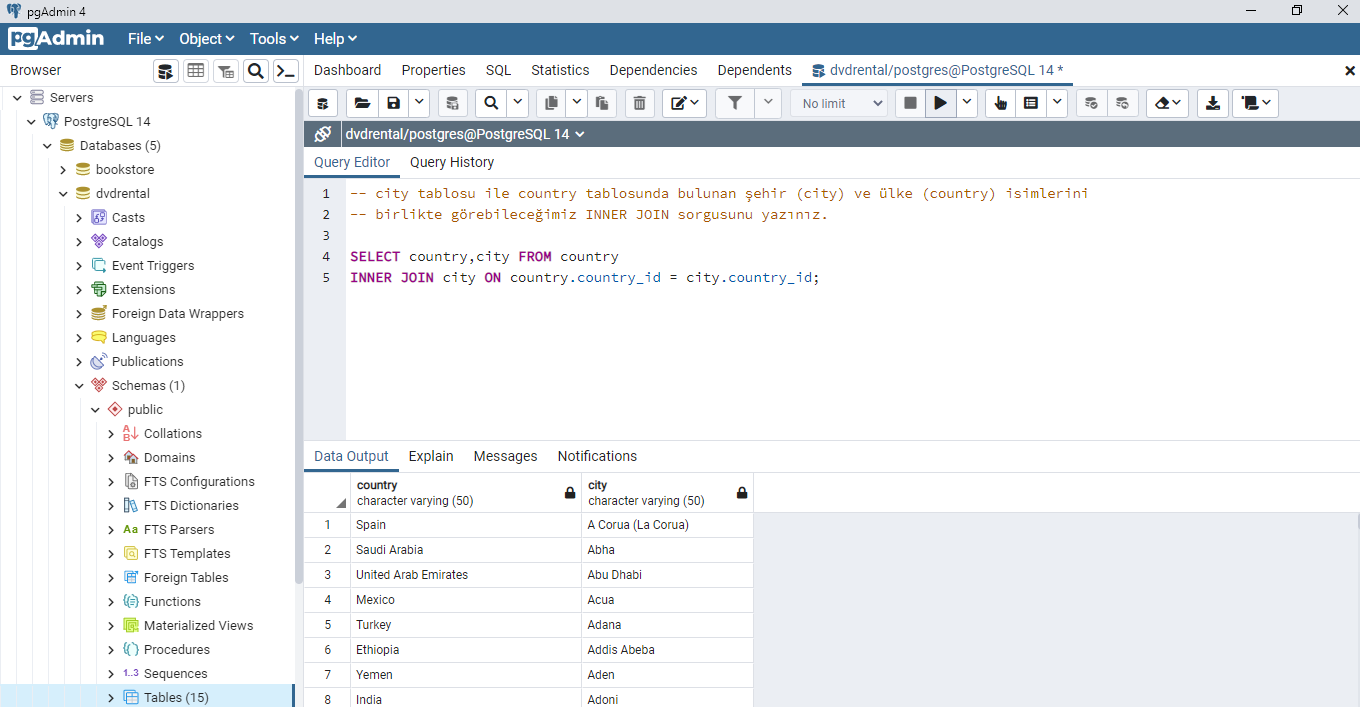 pgAdmin 4
pgAdmin
File Object Tools Help
Browser
Dashboard Properties SQL Statistics Dependencies Dependents dvdrental/postgres@PostgreSQL 14 *
Servers
PostgreSQL 14
Databases (5)
bookstore
dvdrental
Casts
Catalogs
Event Triggers
Extensions
Foreign Data Wrappers
Languages
Publications
Schemas (1)
public
Collations
Domains
FTS Configurations
FTS Dictionaries
Aa FTS Parsers
FTS Templates
Foreign Tables
Functions
Materialized Views
Procedures
1..3 Sequences
Tables (15)
No limit
dvdrental/postgres@PostgreSQL 14
Query Editor Query History
1 -- city tablosu ile country tablosunda bulunan şehir (city) ve ülke (country) isimlerini
2 -- birlikte görebileceğimiz INNER JOIN sorgusunu yazınız.
3
4 SELECT country,city FROM country
5 INNER JOIN city ON country.country_id = city.country_id;
Data Output Explain Messages Notifications
country city
character varying (50) character varying (50)
1 Spain A Corua (La Corua)
2 Saudi Arabia Abha
3 United Arab Emirates Abu Dhabi
4 Mexico Acua
5 Turkey Adana
6 Ethiopia Addis Abeba
7 Yemen Aden
8 India Adoni